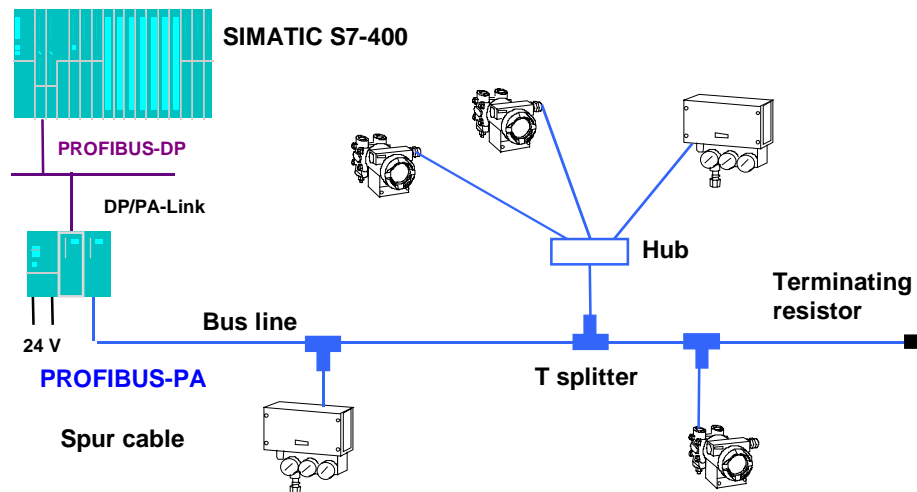 SIMATIC S7-400
PROFIBUS-DP
DP/PA-Link
Hub
Terminating
resistor
Bus line
24 V
T splitter
PROFIBUS-PA
Spur cable